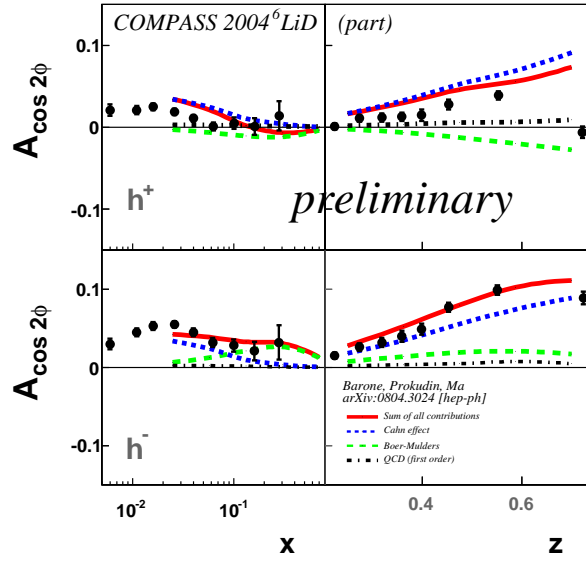 COMPASS 2004 ⁶LiD (part)
A cos 2ϕ
0.1
0
-0.1
h⁺
preliminary
A cos 2ϕ
0.1
0
-0.1
h⁻
Barone, Prokudin, Ma
arXiv:0804.3024 [hep-ph]
Sum of all contributions
Cahn effect
Boer-Mulders
QCD (first order)
10⁻² 10⁻¹ 0.4 0.6
x z